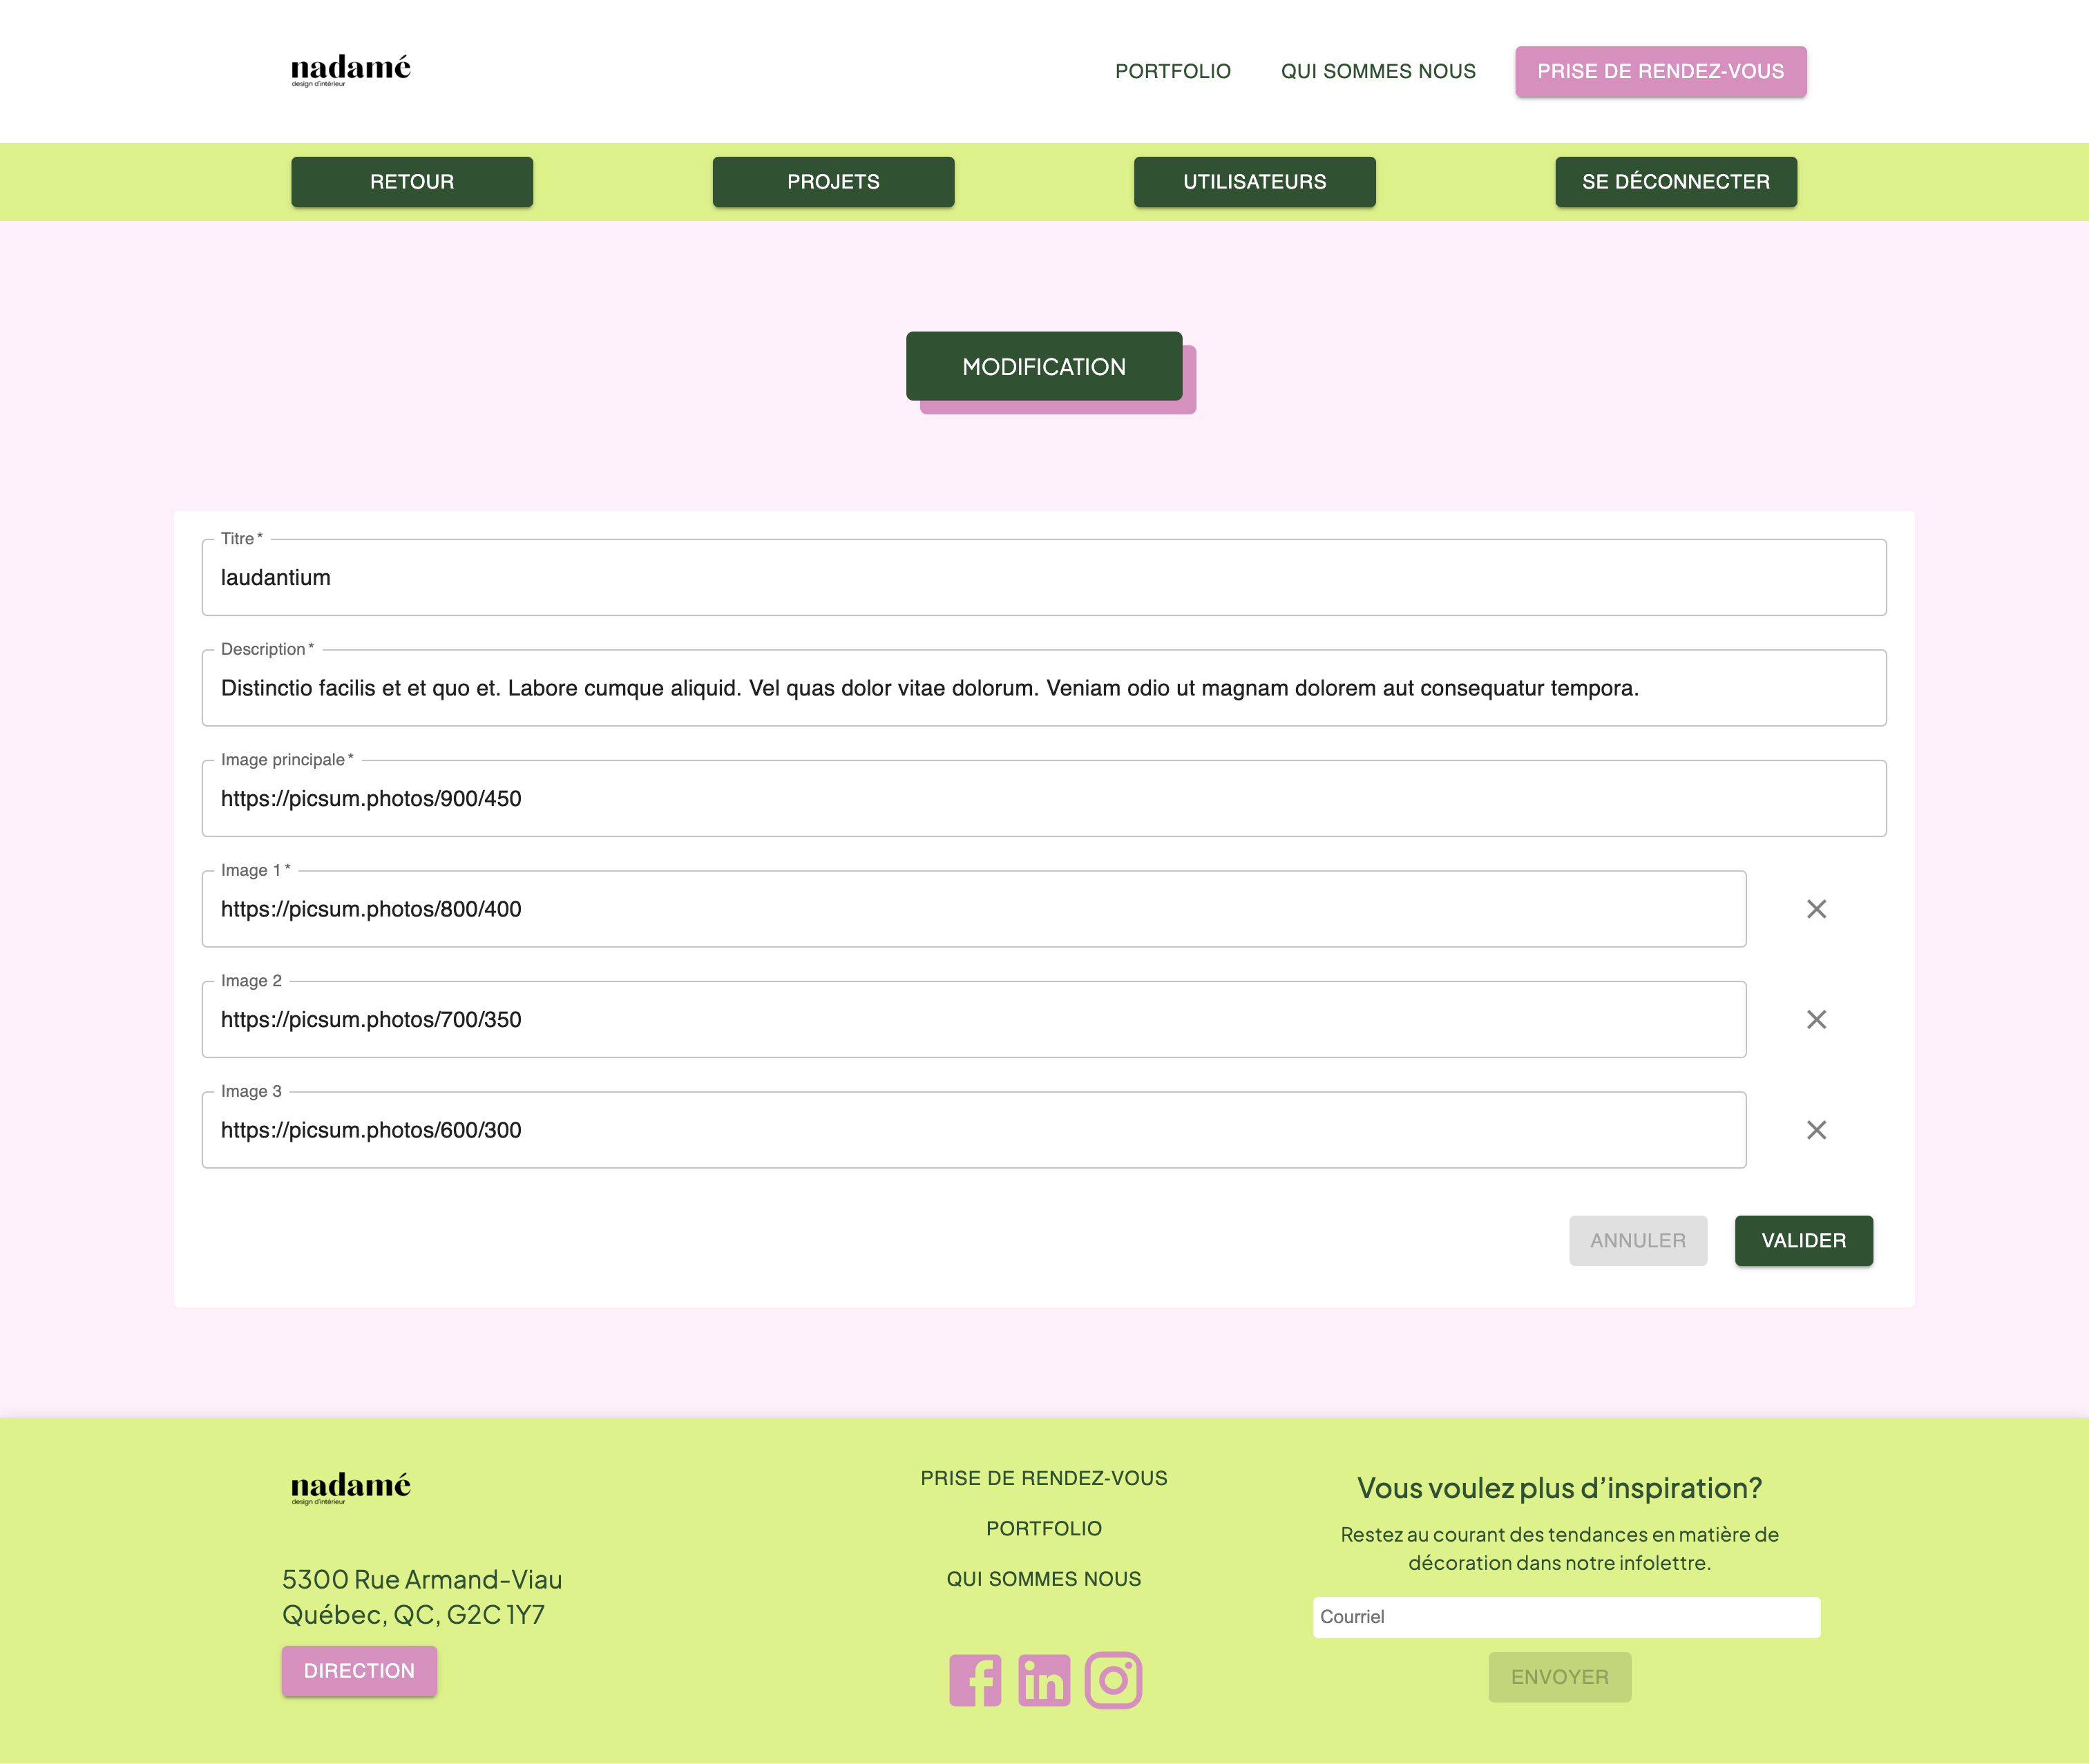 nadamé
design d'intérieur
PORTFOLIO
QUI SOMMES NOUS
PRISE DE RENDEZ-VOUS
RETOUR
PROJETS
UTILISATEURS
SE DÉCONNECTER
MODIFICATION
Titre *
laudantium
Description *
Distinctio facilis et et quo et. Labore cumque aliquid. Vel quas dolor vitae dolorum. Veniam odio ut magnam dolorem aut consequatur tempora.
Image principale *
https://picsum.photos/900/450
Image 1 *
https://picsum.photos/800/400
Image 2
https://picsum.photos/700/350
Image 3
https://picsum.photos/600/300
ANNULER
VALIDER
nadamé
design d'intérieur
5300 Rue Armand-Viau
Québec, QC, G2C 1Y7
DIRECTION
PRISE DE RENDEZ-VOUS
PORTFOLIO
QUI SOMMES NOUS
Vous voulez plus d’inspiration?
Restez au courant des tendances en matière de
décoration dans notre infolettre.
Courriel
ENVOYER